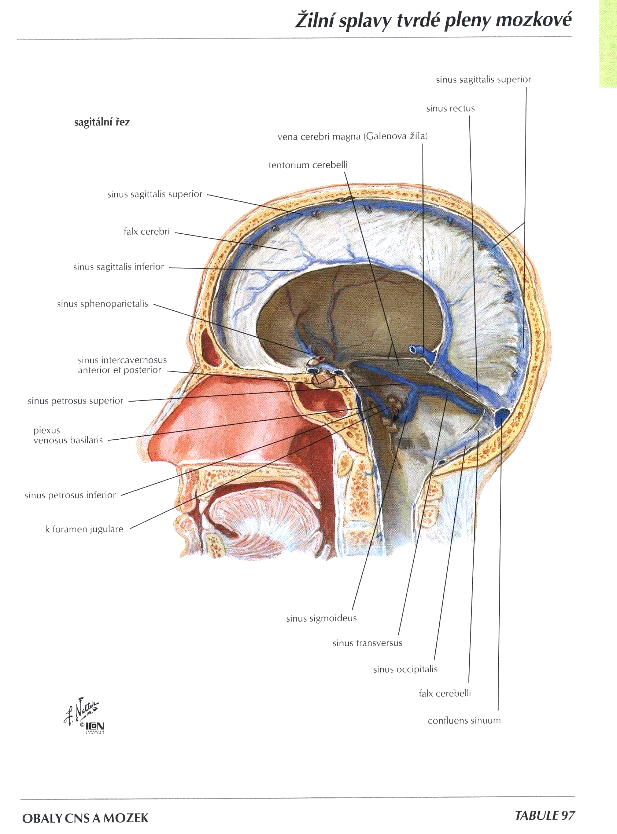 Žilní splavy tvrdé pleny mozkové
sinus sagittalis superior
sinus rectus
sagitální řez
vena cerebri magna (Galenova žíla)
tentorium cerebelli
sinus sagittalis superior
falx cerebri
sinus sagittalis inferior
sinus sphenoparietalis
sinus intercavernosus
anterior et posterior
sinus petrosus superior
plexus
venosus basilaris
sinus petrosus inferior
k foramen jugulare
sinus sigmoideus
sinus transversus
sinus occipitalis
falx cerebelli
confluens sinuum
F. Netter
©
OBALY CNS A MOZEK
TABULE 97